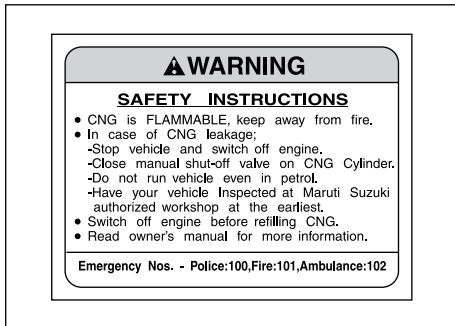 WARNING
SAFETY INSTRUCTIONS
• CNG is FLAMMABLE, keep away from fire.
• In case of CNG leakage;
-Stop vehicle and switch off engine.
-Close manual shut-off valve on CNG Cylinder.
-Do not run vehicle even in petrol.
-Have your vehicle Inspected at Maruti Suzuki
authorized workshop at the earliest.
• Switch off engine before refilling CNG.
• Read owner's manual for more information.
Emergency Nos. - Police:100,Fire:101,Ambulance:102